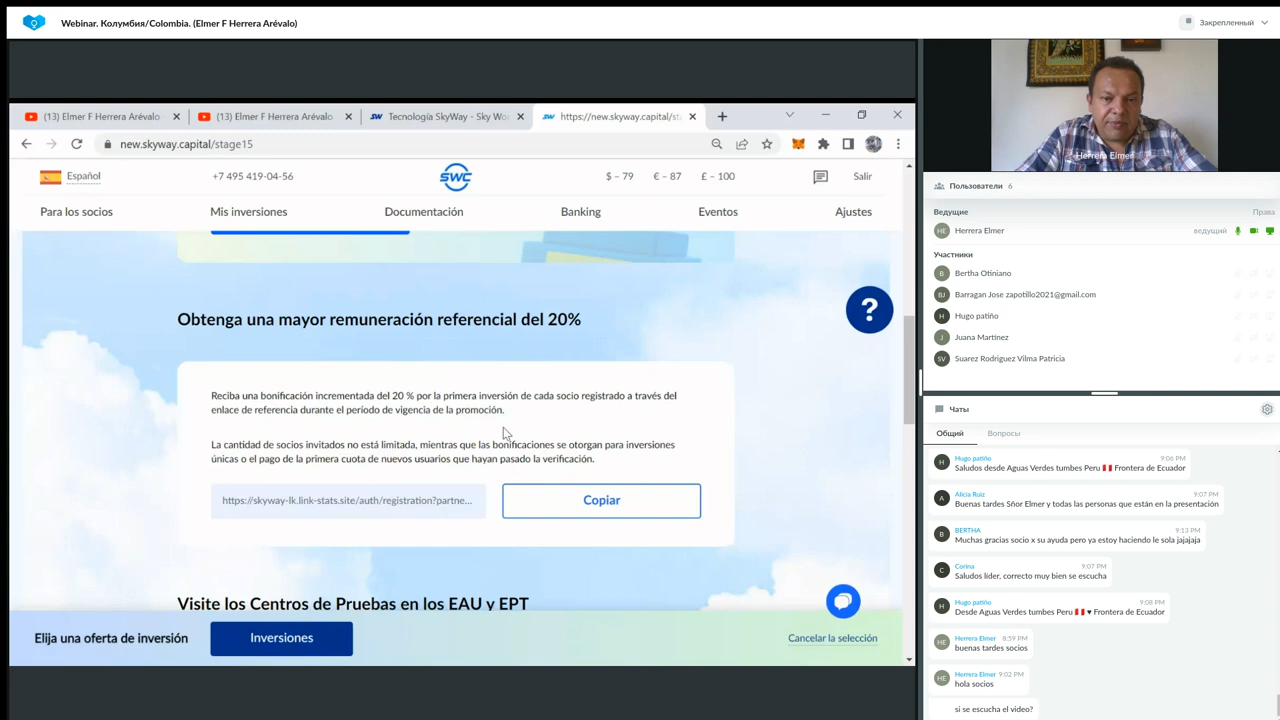 Webinar. Колумбия/Colombia. (Elmer F Herrera Arévalo)
Закрепленный
(13) Elmer F Herrera Arévalo
(13) Elmer F Herrera Arévalo
Tecnología SkyWay - Sky Wo
https://new.skyway.capital/st
new.skyway.capital/stage15
Español
+7 495 419-04-56
SWC
$ – 79
€ – 87
£ – 100
Salir
Para los socios
Mis inversiones
Documentación
Banking
Eventos
Ajustes
Obtenga una mayor remuneración referencial del 20%
?
Reciba una bonificación incrementada del 20 % por la primera inversión de cada socio registrado a través del
enlace de referencia durante el período de vigencia de la promoción.
La cantidad de socios invitados no está limitada, mientras que las bonificaciones se otorgan para inversiones
únicas o el pago de la primera cuota de nuevos usuarios que hayan pasado la verificación.
https://skyway-lk.link-stats.site/auth/registration?partne...
Copiar
Visite los Centros de Pruebas en los EAU y EPT
Elija una oferta de inversión
Inversiones
Cancelar la selección
Herrera Elmer
Пользователи 6
Ведущие
Права
HE
Herrera Elmer
ведущий
Участники
B
Bertha Otiniano
BJ
Barragan Jose zapotillo2021@gmail.com
H
Hugo patiño
J
Juana Martínez
SV
Suarez Rodriguez Vilma Patricia
Чаты
Общий
Вопросы
Hugo patiño
9:06 PM
H
Saludos desde Aguas Verdes tumbes Peru 🇵🇪 Frontera de Ecuador
Alicia Ruiz
9:07 PM
A
Buenas tardes Sñor Elmer y todas las personas que están en la presentación
BERTHA
9:13 PM
B
Muchas gracias socio x su ayuda pero ya estoy haciendo le sola jajajaja
Corina
9:07 PM
C
Saludos líder, correcto muy bien se escucha
Hugo patiño
9:08 PM
H
Desde Aguas Verdes tumbes Peru 🇵🇪 ♥ Frontera de Ecuador
Herrera Elmer
8:59 PM
HE
buenas tardes socios
Herrera Elmer
9:02 PM
HE
hola socios
si se escucha el video?